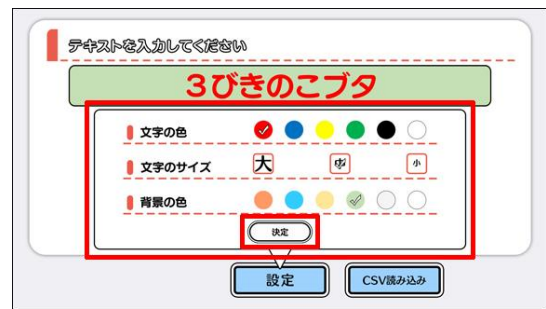 テキストを入力してください
3びきのこブタ
文字の色
文字のサイズ 大 中 小
背景の色
決定
設定 CSV読み込み